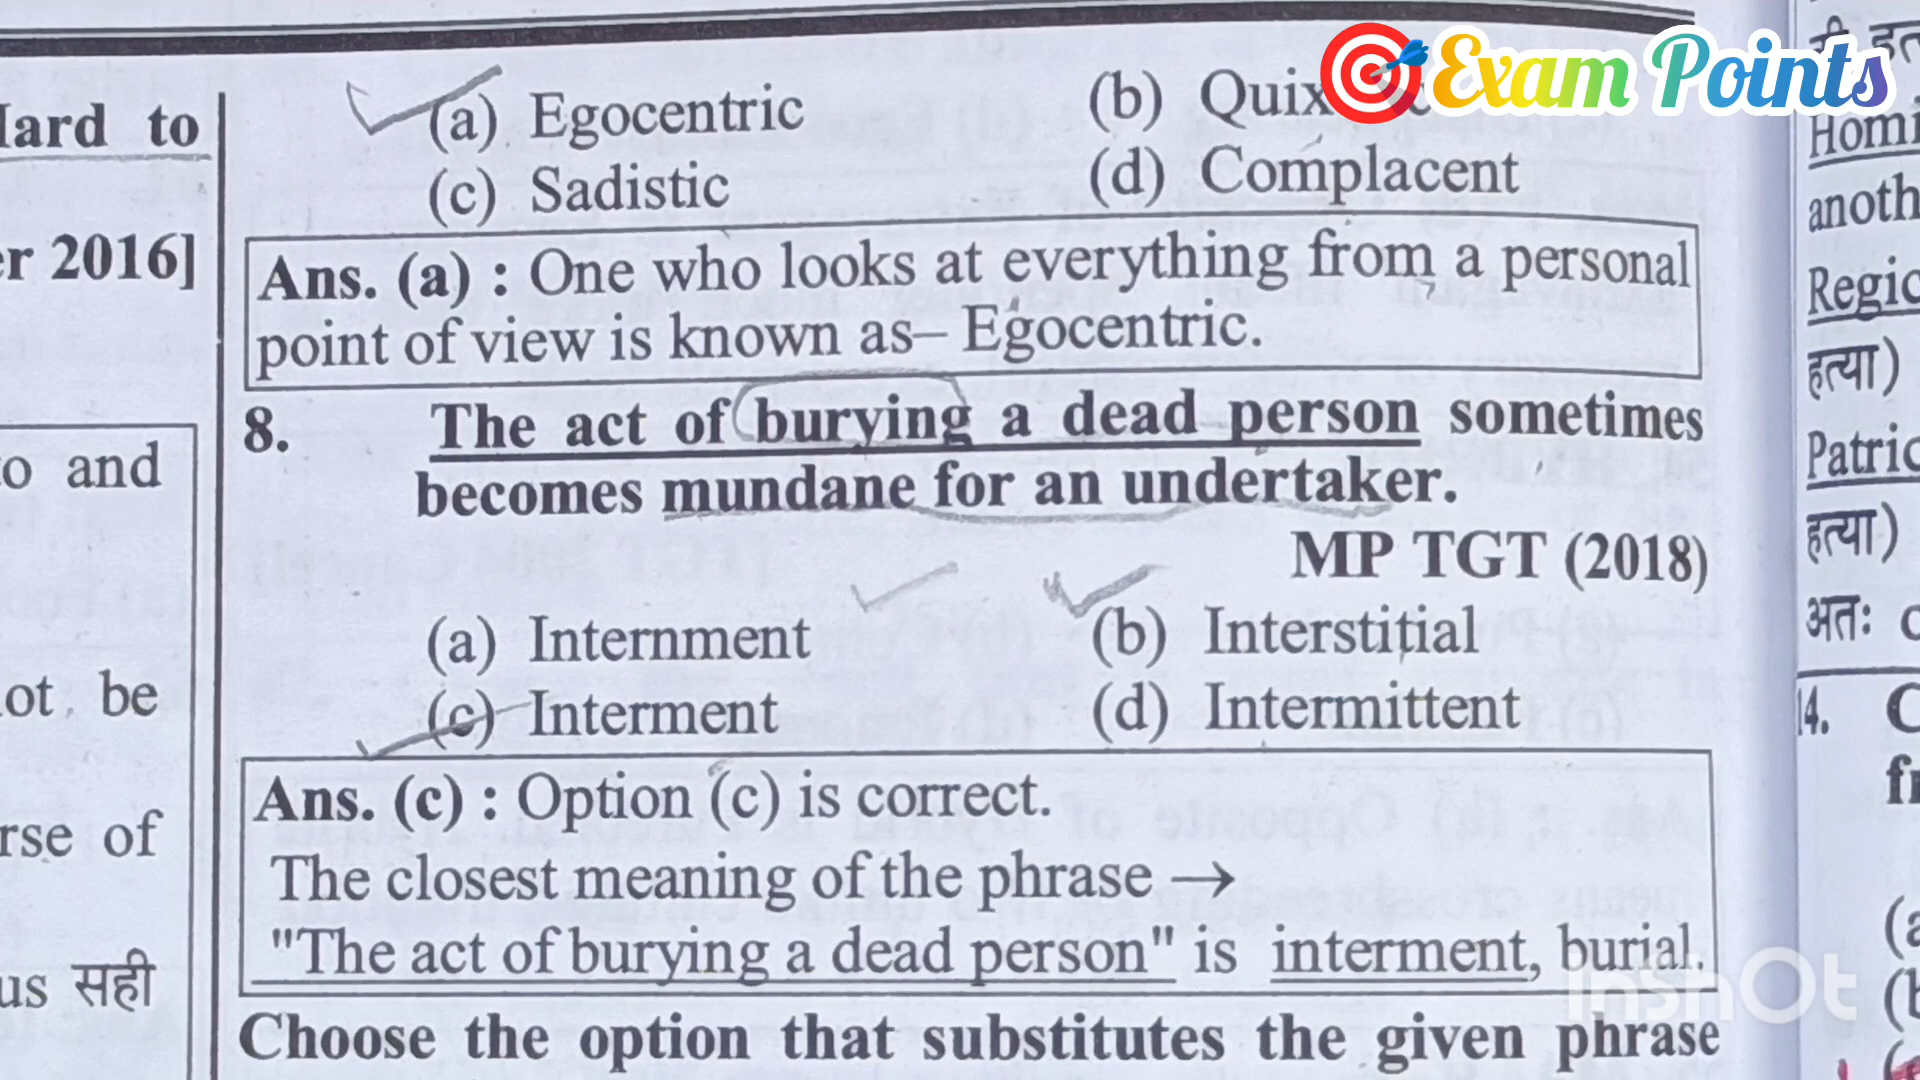 Exam Points
lard to
er 2016]
o and
ot be
rse of
us सही
(a) Egocentric (b)
(c) Sadistic (d) Complacent
Ans. (a) : One who looks at everything from a personal
point of view is known as– Egocentric.
8. The act of burying a dead person sometimes
becomes mundane for an undertaker.
MP TGT (2018)
(a) Internment (b) Interstitial
(c) Interment (d) Intermittent
Ans. (c) : Option (c) is correct.
The closest meaning of the phrase →
"The act of burying a dead person" is interment, burial.
Choose the option that substitutes the given phrase
Homi
anoth
Regic
हत्या)
Patric
हत्या)
अतः c
14. C
fr
(a
(b
InShOt